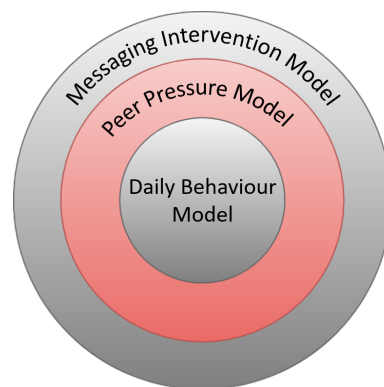 Messaging Intervention Model
Peer Pressure Model
Daily Behaviour
Model